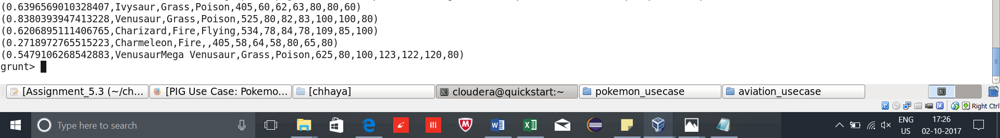 (0.6396569010328407,Ivysaur,Grass,Poison,405,60,62,63,80,80,60)
(0.8380393947413228,Venusaur,Grass,Poison,525,80,82,83,100,100,80)
(0.6206895111406765,Charizard,Fire,Flying,534,78,84,78,109,85,100)
(0.2718972765515223,Charmeleon,Fire,,405,58,64,58,80,65,80)
(0.5479106268542883,VenusaurMega Venusaur,Grass,Poison,625,80,100,123,122,120,80)
grunt>
[Assignment_5.3 (~/ch... [PIG Use Case: Pokemo... [chhaya] cloudera@quickstart:~ pokemon_usecase aviation_usecase
Right Ctrl
Type here to search
ENG 17:26
US 02-10-2017